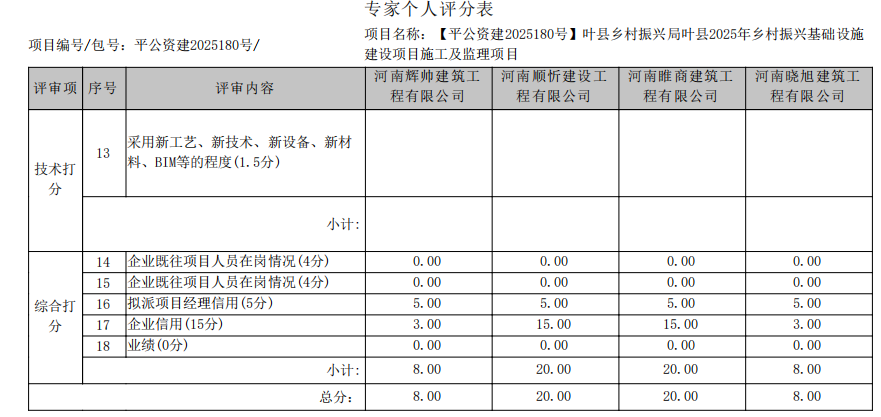 专家个人评分表
项目编号/包号: 平公资建2025180号/
项目名称: 【平公资建2025180号】叶县乡村振兴局叶县2025年乡村振兴基础设施
建设项目施工及监理项目
评审项 序号 评审内容 河南辉帅建筑工程有限公司 河南顺忻建设工程有限公司 河南睢商建筑工程有限公司 河南晓旭建筑工程有限公司
技术打分
13 采用新工艺、新技术、新设备、新材
料、BIM等的程度(1.5分)
小计:
综合打分
14 企业既往项目人员在岗情况(4分) 0.00 0.00 0.00 0.00
15 企业既往项目人员在岗情况(4分) 0.00 0.00 0.00 0.00
16 拟派项目经理信用(5分) 5.00 5.00 5.00 5.00
17 企业信用(15分) 3.00 15.00 15.00 3.00
18 业绩(0分) 0.00 0.00 0.00 0.00
小计: 8.00 20.00 20.00 8.00
总分: 8.00 20.00 20.00 8.00